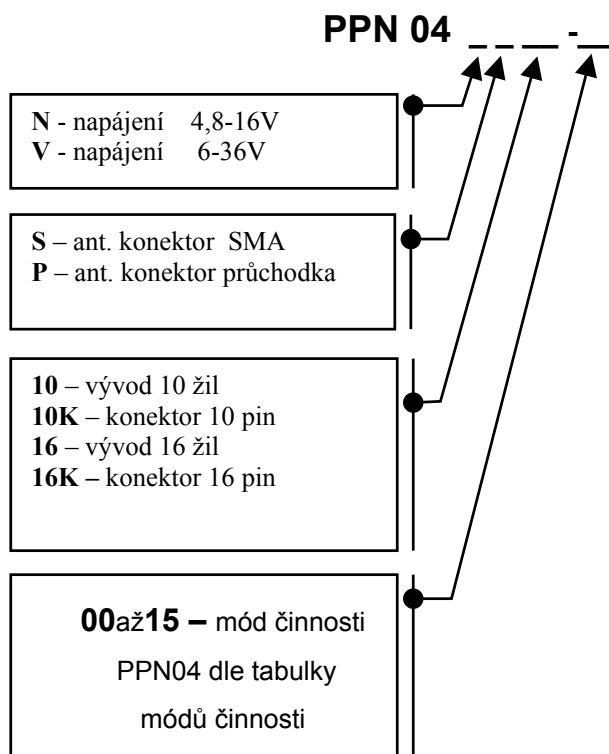 PPN 04 _ _ __ -__
N - napájení 4,8-16V
V - napájení 6-36V
S – ant. konektor SMA
P – ant. konektor průchodka
10 – vývod 10 žil
10K – konektor 10 pin
16 – vývod 16 žil
16K – konektor 16 pin
00až15 – mód činnosti
PPN04 dle tabulky
módů činnosti